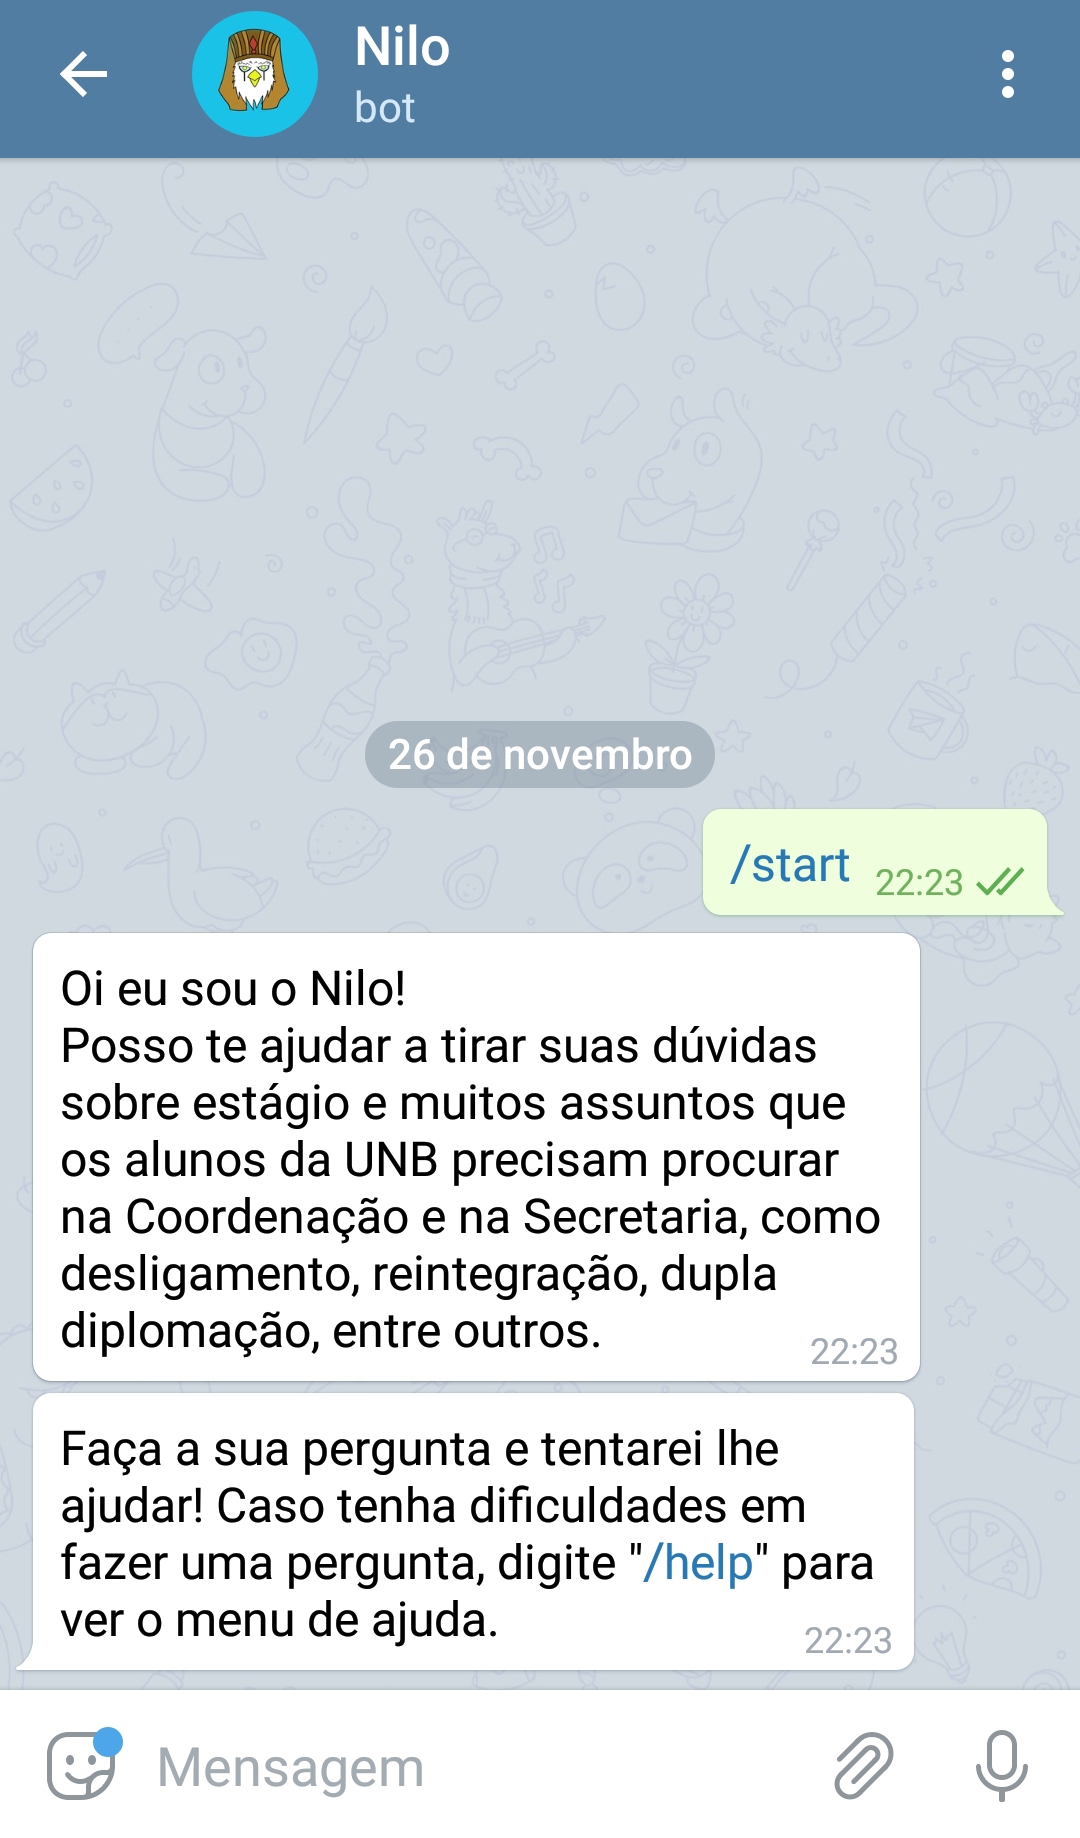 Nilo
bot
26 de novembro
/start 22:23
Oi eu sou o Nilo!
Posso te ajudar a tirar suas dúvidas
sobre estágio e muitos assuntos que
os alunos da UNB precisam procurar
na Coordenação e na Secretaria, como
desligamento, reintegração, dupla
diplomação, entre outros.
22:23
Faça a sua pergunta e tentarei lhe
ajudar! Caso tenha dificuldades em
fazer uma pergunta, digite "/help" para
ver o menu de ajuda.
22:23
Mensagem